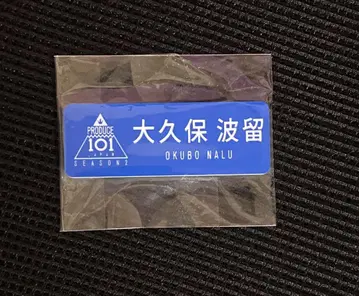 PRODUCE
101
JAPAN
SEASON2
大久保 波留
OKUBO NALU